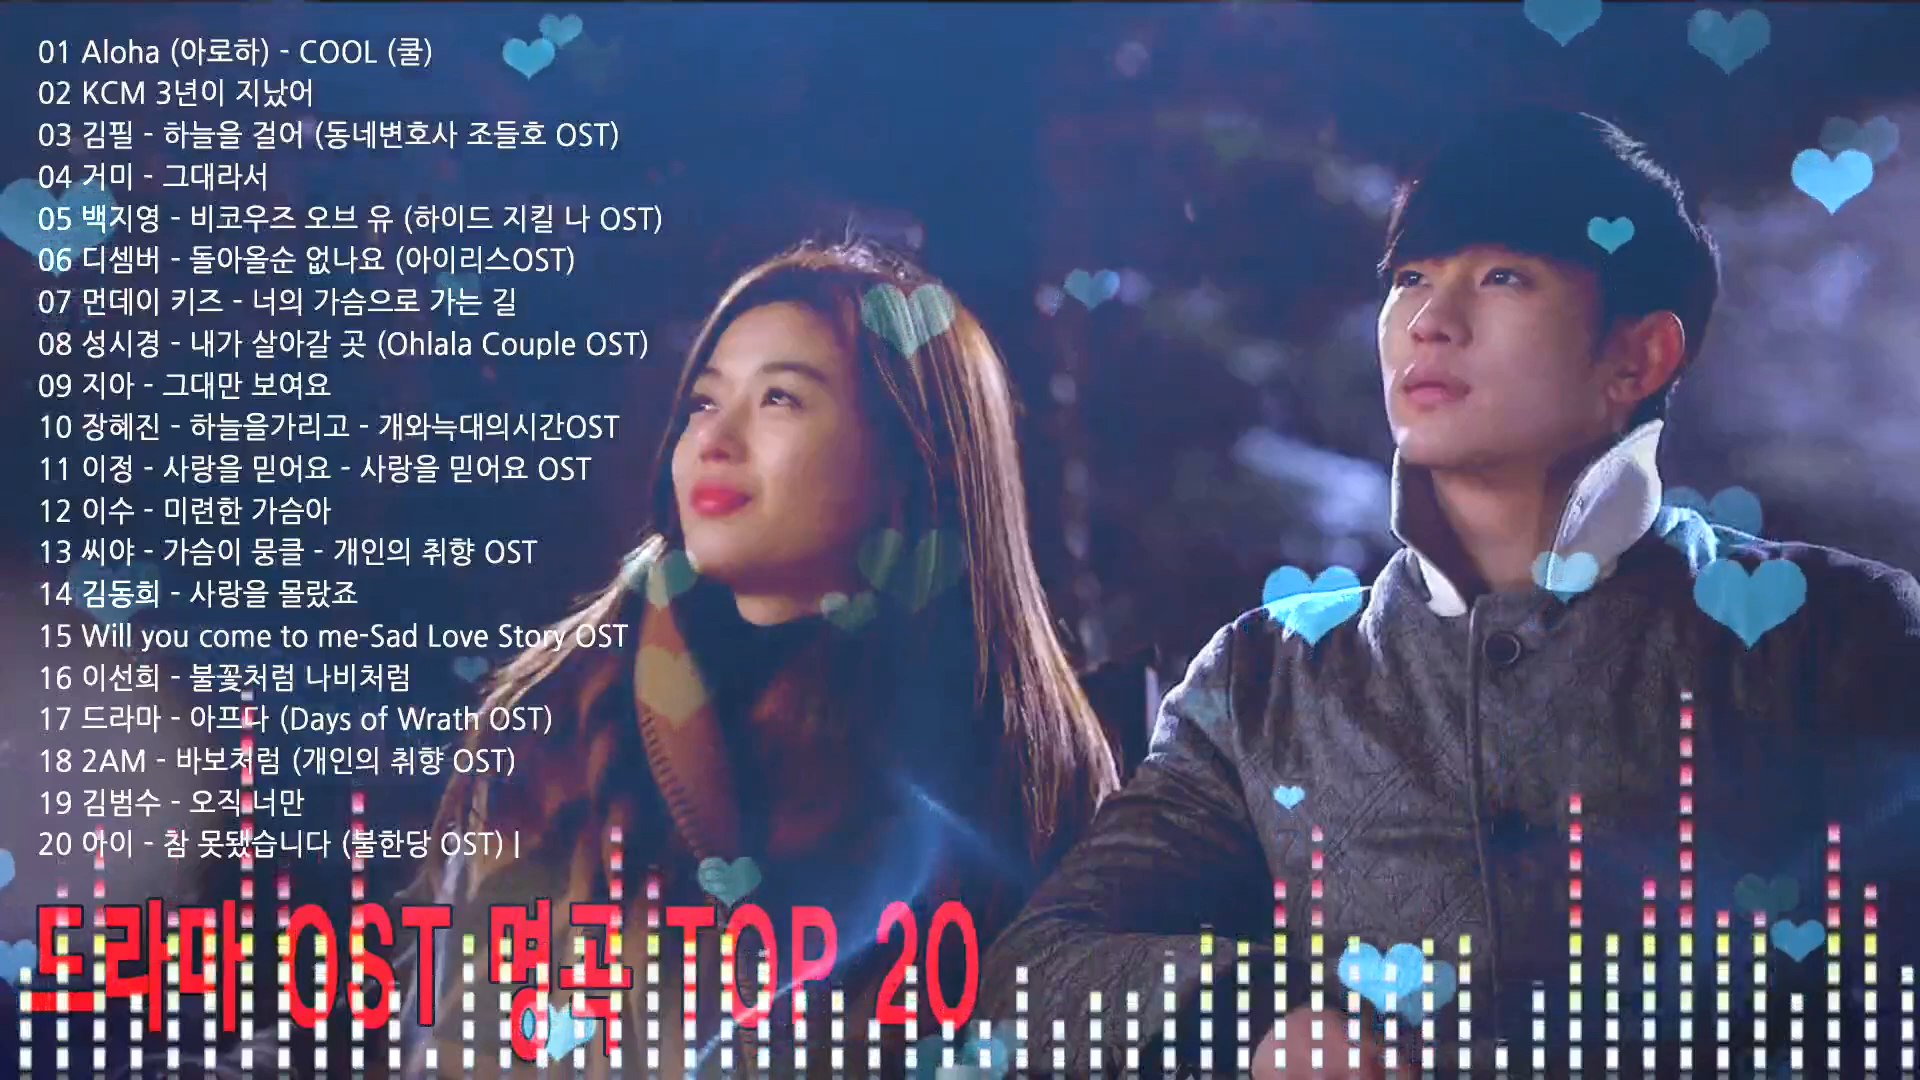 01 Aloha (아로하) - COOL (쿨)
02 KCM 3년이 지났어
03 김필 - 하늘을 걸어 (동네변호사 조들호 OST)
04 거미 - 그대라서
05 백지영 - 비코우즈 오브 유 (하이드 지킬 나 OST)
06 디셈버 - 돌아올순 없나요 (아이리스OST)
07 먼데이 키즈 - 너의 가슴으로 가는 길
08 성시경 - 내가 살아갈 곳 (Ohlala Couple OST)
09 지아 - 그대만 보여요
10 장혜진 - 하늘을가리고 - 개와늑대의시간OST
11 이정 - 사랑을 믿어요 - 사랑을 믿어요 OST
12 이수 - 미련한 가슴아
13 씨야 - 가슴이 뭉클 - 개인의 취향 OST
14 김동희 - 사랑을 몰랐죠
15 Will you come to me-Sad Love Story OST
16 이선희 - 불꽃처럼 나비처럼
17 드라마 - 아프다 (Days of Wrath OST)
18 2AM - 바보처럼 (개인의 취향 OST)
19 김범수 - 오직 너만
20 아이 - 참 못됐습니다 (불한당 OST) |
드라마 OST 명곡 TOP 20